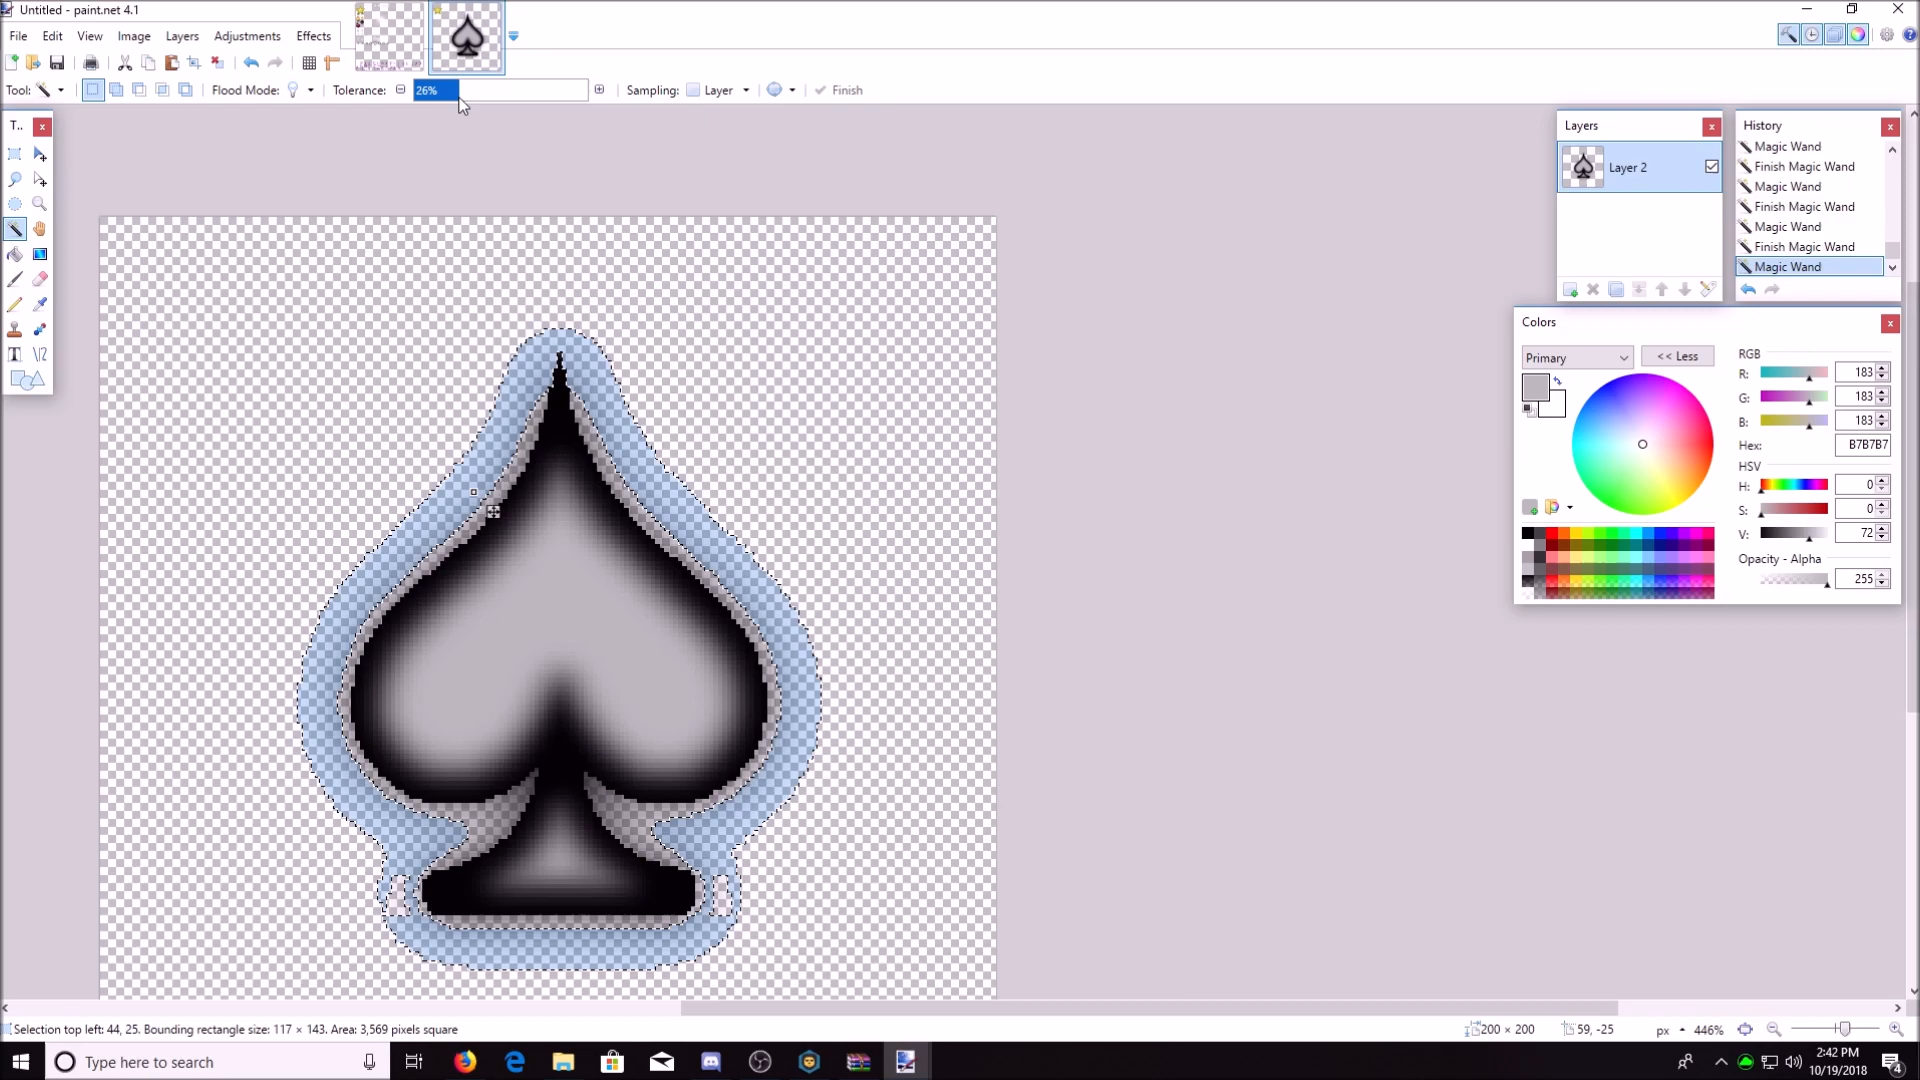 Untitled - paint.net 4.1
File Edit View Image Layers Adjustments Effects
Tool: Flood Mode: Tolerance: 26% Sampling: Layer Finish
T..
Layers
Layer 2
History
Magic Wand
Finish Magic Wand
Magic Wand
Finish Magic Wand
Magic Wand
Finish Magic Wand
Magic Wand
Colors
Primary
<< Less
RGB
R: 183
G: 183
B: 183
Hex: B7B7B7
HSV
H: 0
S: 0
V: 72
Opacity - Alpha
255
Selection top left: 44, 25. Bounding rectangle size: 117 × 143. Area: 3,569 pixels square
200 × 200
59, -25
px
446%
Type here to search
2:42 PM
10/19/2018
4